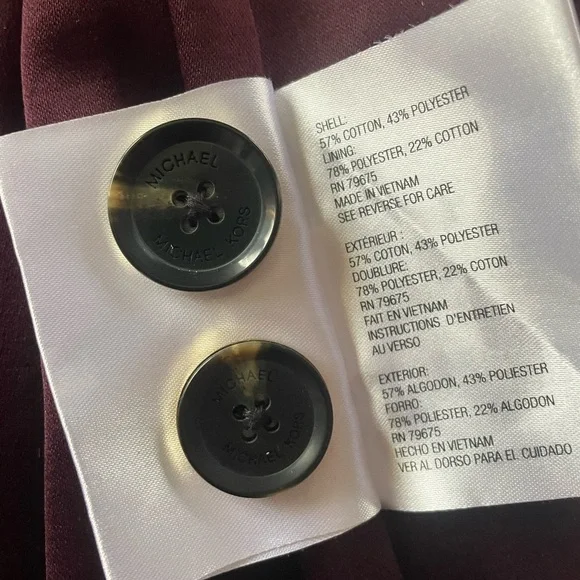 MICHAEL
MICHAEL KORS
MICHAEL
MICHAEL KORS
SHELL:
57% COTTON, 43% POLYESTER
LINING:
78% POLYESTER, 22% COTTON
RN 79675
MADE IN VIETNAM
SEE REVERSE FOR CARE
EXTÉRIEUR :
57% COTON, 43% POLYESTER
DOUBLURE:
78% POLYESTER, 22% COTON
RN 79675
FAIT EN VIETNAM
INSTRUCTIONS D'ENTRETIEN
AU VERSO
EXTERIOR:
57% ALGODON, 43% POLIESTER
FORRO:
78% POLIESTER, 22% ALGODON
RN 79675
HECHO EN VIETNAM
VER AL DORSO PARA EL CUIDADO